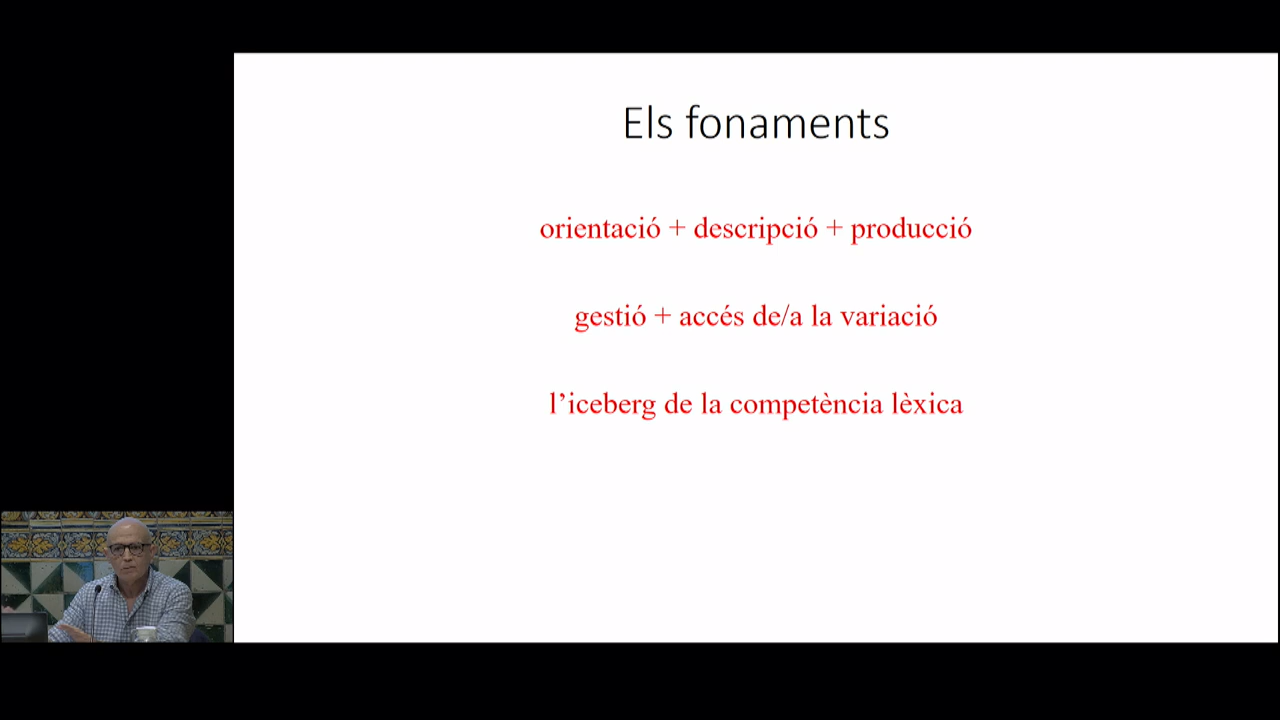 Els fonaments
orientació + descripció + producció
gestió + accés de/a la variació
l’iceberg de la competència lèxica